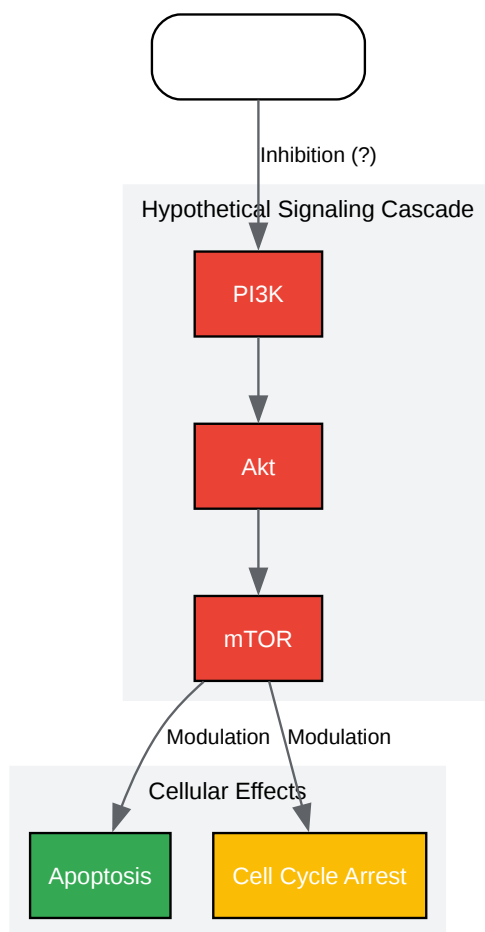 Inhibition (?)
Hypothetical Signaling Cascade
PI3K
Akt
mTOR
Modulation
Modulation
Cellular Effects
Apoptosis
Cell Cycle Arrest